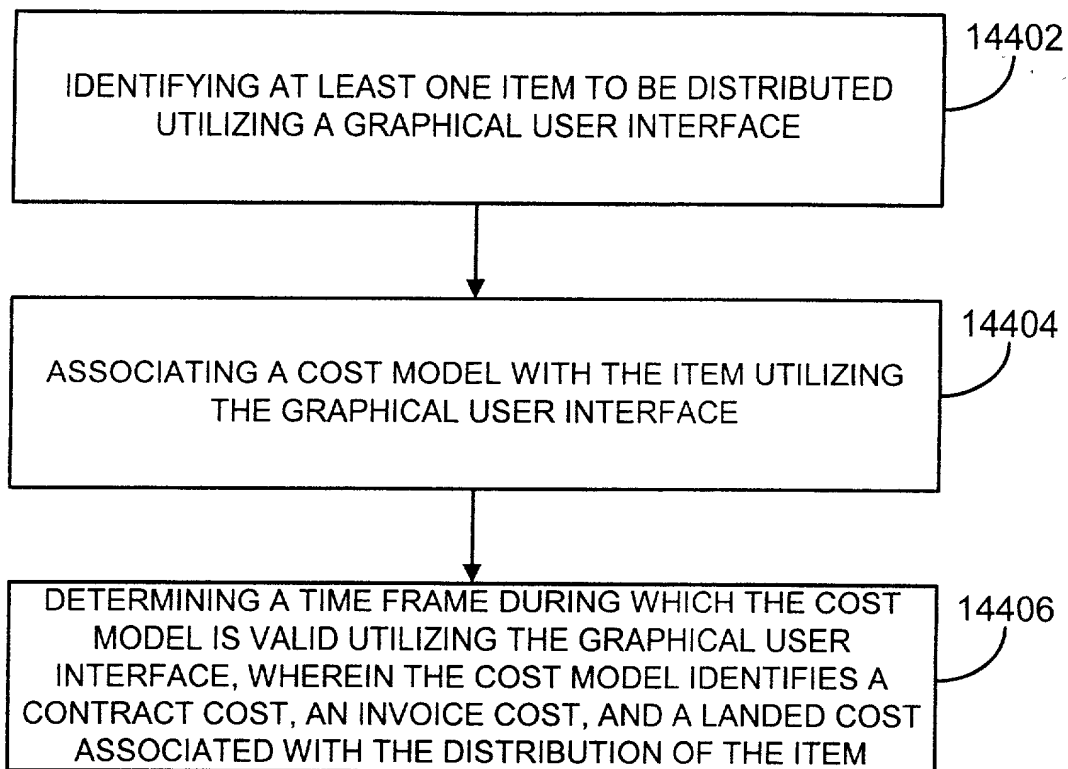 14402
IDENTIFYING AT LEAST ONE ITEM TO BE DISTRIBUTED
UTILIZING A GRAPHICAL USER INTERFACE
14404
ASSOCIATING A COST MODEL WITH THE ITEM UTILIZING
THE GRAPHICAL USER INTERFACE
14406
DETERMINING A TIME FRAME DURING WHICH THE COST
MODEL IS VALID UTILIZING THE GRAPHICAL USER
INTERFACE, WHEREIN THE COST MODEL IDENTIFIES A
CONTRACT COST, AN INVOICE COST, AND A LANDED COST
ASSOCIATED WITH THE DISTRIBUTION OF THE ITEM